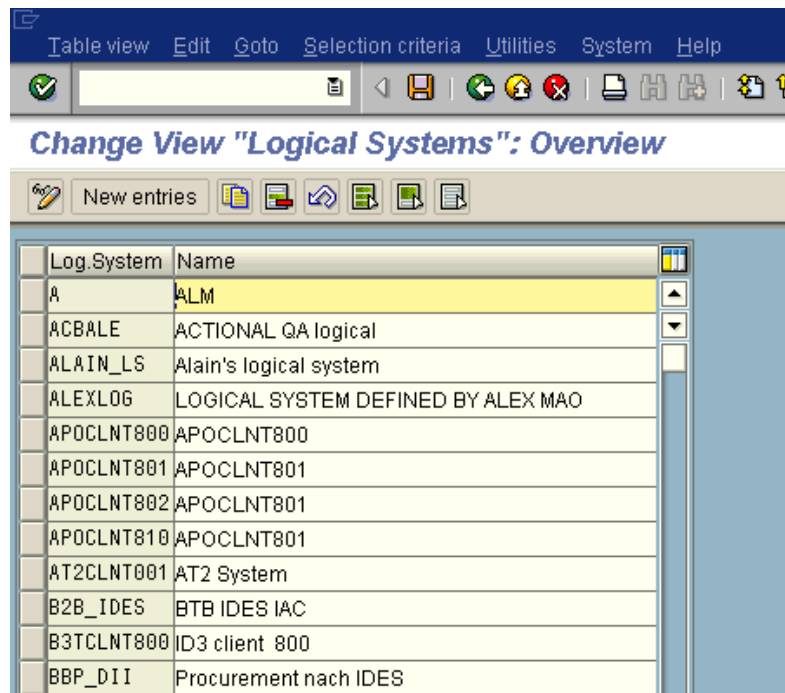 Table view Edit Goto Selection criteria Utilities System Help
Change View "Logical Systems": Overview
New entries
Log.System Name
A ALM
ACBALE ACTIONAL QA logical
ALAIN_LS Alain's logical system
ALEXLOG LOGICAL SYSTEM DEFINED BY ALEX MAO
APOCLNT800 APOCLNT800
APOCLNT801 APOCLNT801
APOCLNT802 APOCLNT801
APOCLNT810 APOCLNT801
AT2CLNT001 AT2 System
B2B_IDES BTB IDES IAC
B3TCLNT800 ID3 client 800
BBP_DII Procurement nach IDES